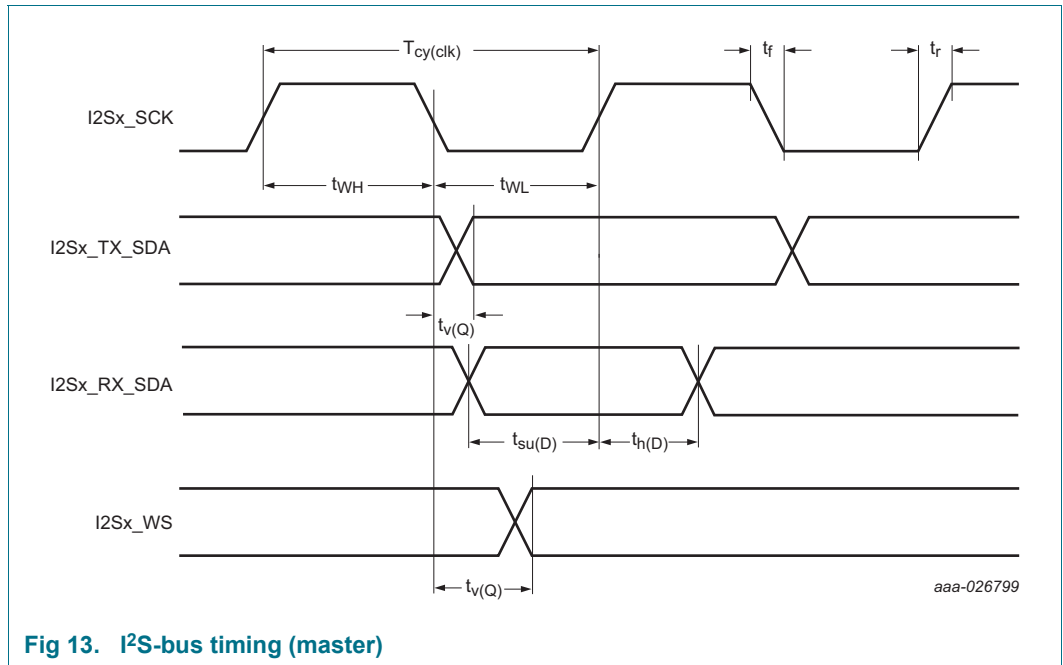 Tcy(clk)
tf
tr
I2Sx_SCK
tWH
tWL
I2Sx_TX_SDA
tv(Q)
I2Sx_RX_SDA
tsu(D)
th(D)
I2Sx_WS
tv(Q)
aaa-026799
Fig 13. I²S-bus timing (master)